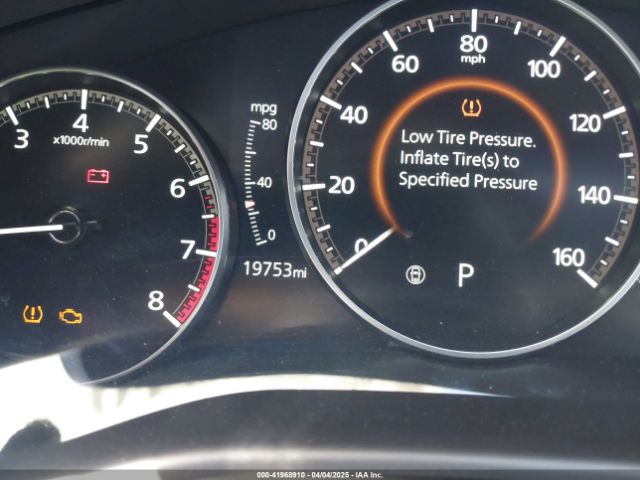 3
4
5
6
7
8
x1000r/min
mpg
80
40
0
19753mi
0
20
40
60
80
mph
100
120
140
160
Low Tire Pressure.
Inflate Tire(s) to
Specified Pressure
P
000-41968910 - 04/04/2025 - IAA Inc.